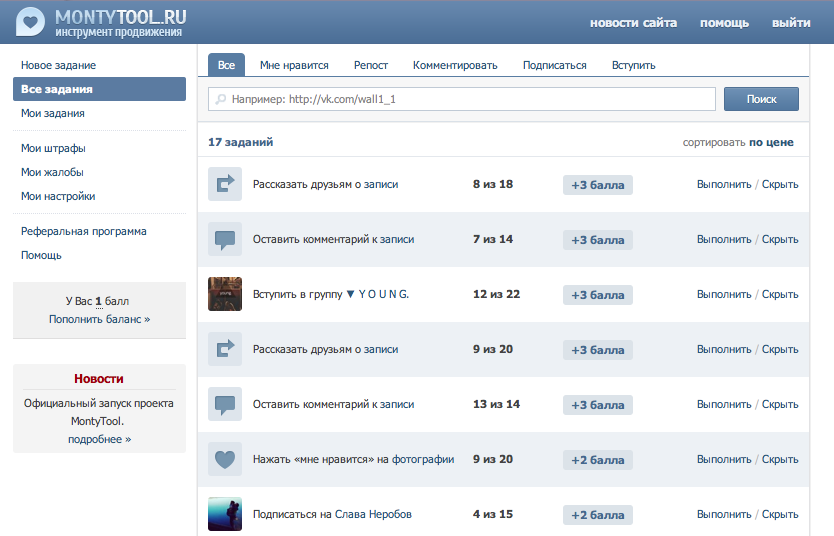 MONTYTOOL.RU
инструмент продвижения
новости сайта помощь выйти
Новое задание
Все задания
Мои задания
Мои штрафы
Мои жалобы
Мои настройки
Реферальная программа
Помощь
У Вас 1 балл
Пополнить баланс »
Новости
Официальный запуск проекта
MontyTool.
подробнее »
Все Мне нравится Репост Комментировать Подписаться Вступить
Например: http://vk.com/wall1_1 Поиск
17 заданий сортировать по цене
Рассказать друзьям о записи 8 из 18 +3 балла Выполнить / Скрыть
Оставить комментарий к записи 7 из 14 +3 балла Выполнить / Скрыть
Вступить в группу ▼ Y O U N G. 12 из 22 +3 балла Выполнить / Скрыть
Рассказать друзьям о записи 9 из 20 +3 балла Выполнить / Скрыть
Оставить комментарий к записи 13 из 14 +3 балла Выполнить / Скрыть
Нажать «мне нравится» на фотографии 9 из 20 +2 балла Выполнить / Скрыть
Подписаться на Слава Неробов 4 из 15 +2 балла Выполнить / Скрыть